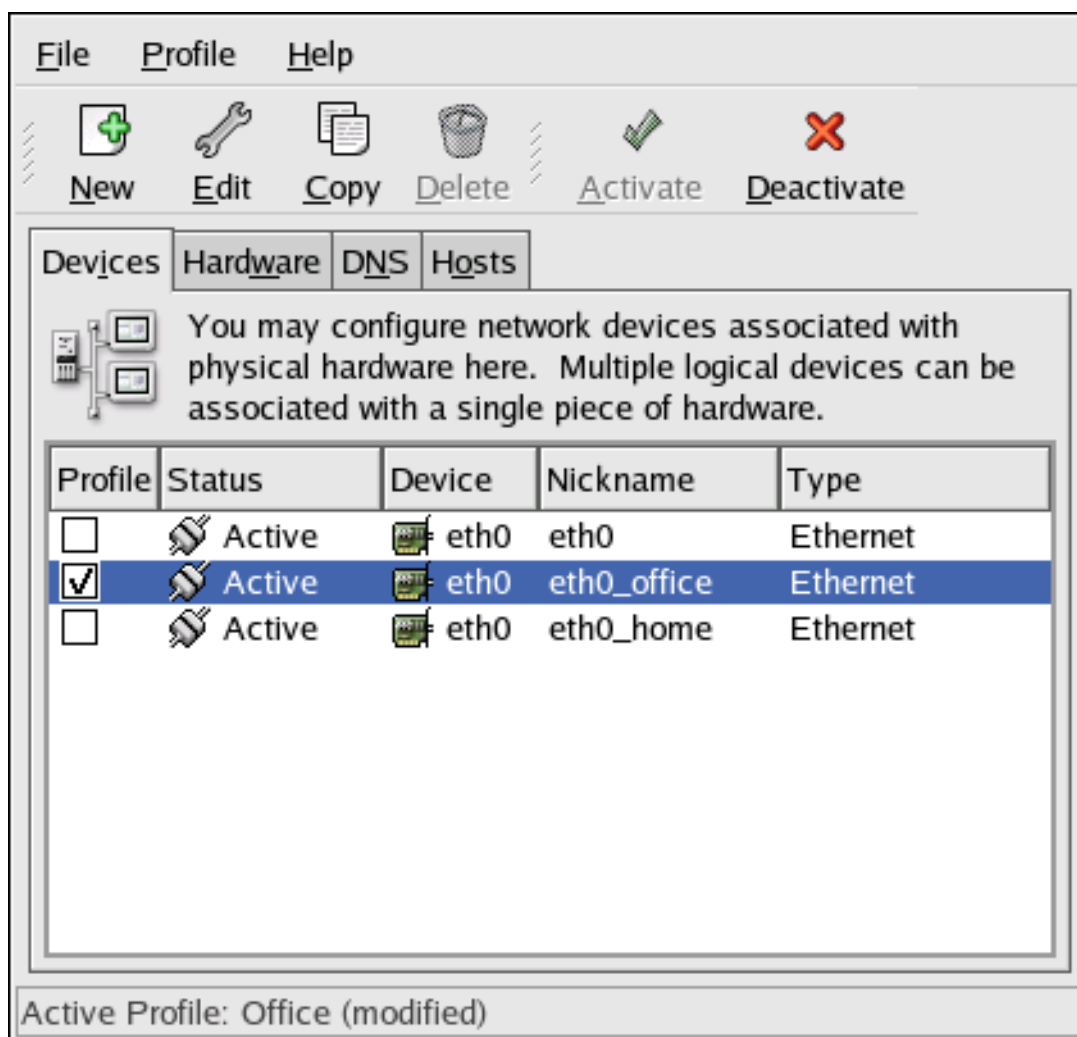 File Profile Help
New Edit Copy Delete Activate Deactivate
Devices Hardware DNS Hosts
You may configure network devices associated with
physical hardware here.  Multiple logical devices can be
associated with a single piece of hardware.
Profile Status Device Nickname Type
Active eth0 eth0 Ethernet
Active eth0 eth0_office Ethernet
Active eth0 eth0_home Ethernet
Active Profile: Office (modified)